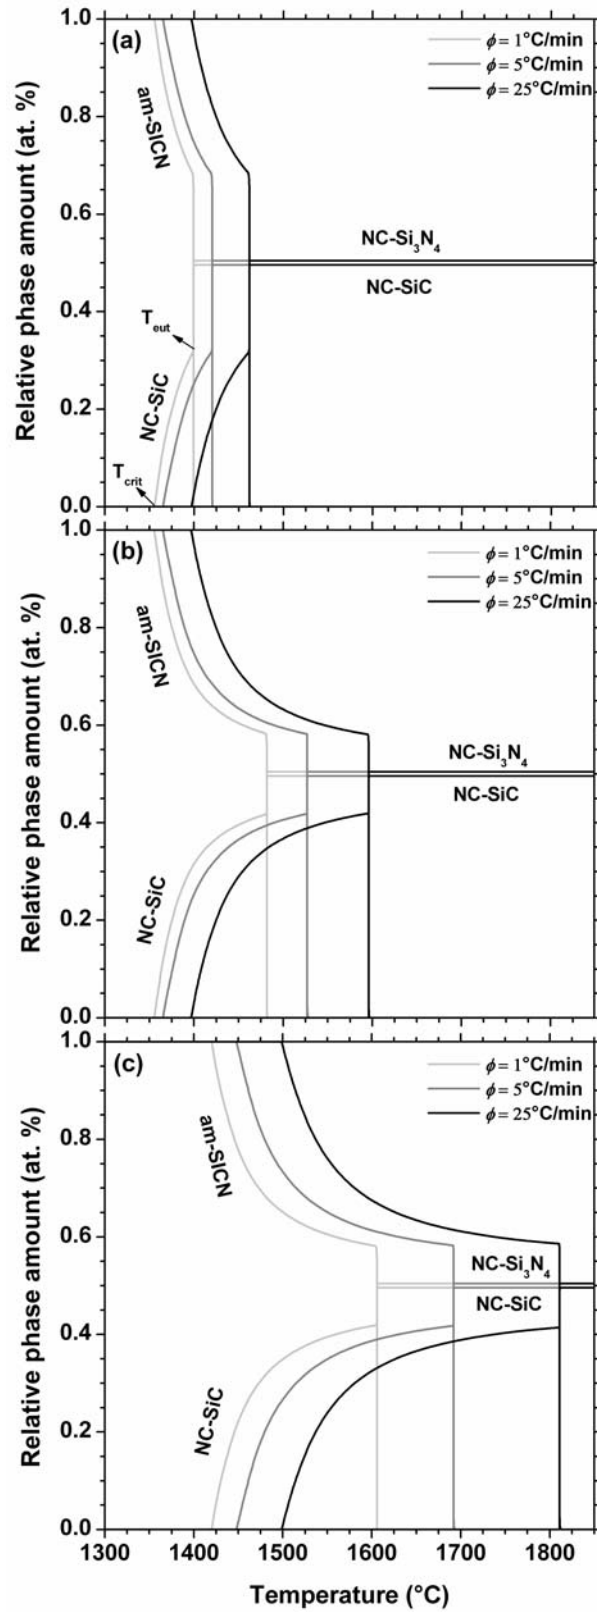 Relative phase amount (at. %)
1.0
0.8
0.6
0.4
0.2
0.0
(a)
ϕ = 1°C/min
ϕ = 5°C/min
ϕ = 25°C/min
am-SICN
NC-Si₃N₄
NC-SiC
T_eut
NC-SiC
T_crit
Relative phase amount (at. %)
1.0
0.8
0.6
0.4
0.2
0.0
(b)
ϕ = 1°C/min
ϕ = 5°C/min
ϕ = 25°C/min
am-SICN
NC-Si₃N₄
NC-SiC
NC-SiC
Relative phase amount (at. %)
1.0
0.8
0.6
0.4
0.2
0.0
(c)
ϕ = 1°C/min
ϕ = 5°C/min
ϕ = 25°C/min
am-SICN
NC-Si₃N₄
NC-SiC
NC-SiC
1300 1400 1500 1600 1700 1800
Temperature (°C)